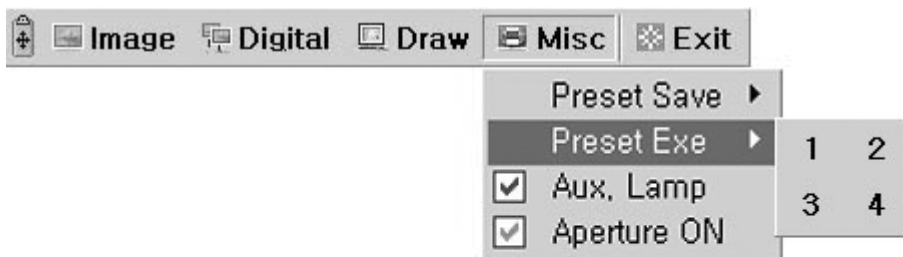 Image Digital Draw Misc Exit
Preset Save
Preset Exe
1 2
Aux, Lamp
3 4
Aperture ON